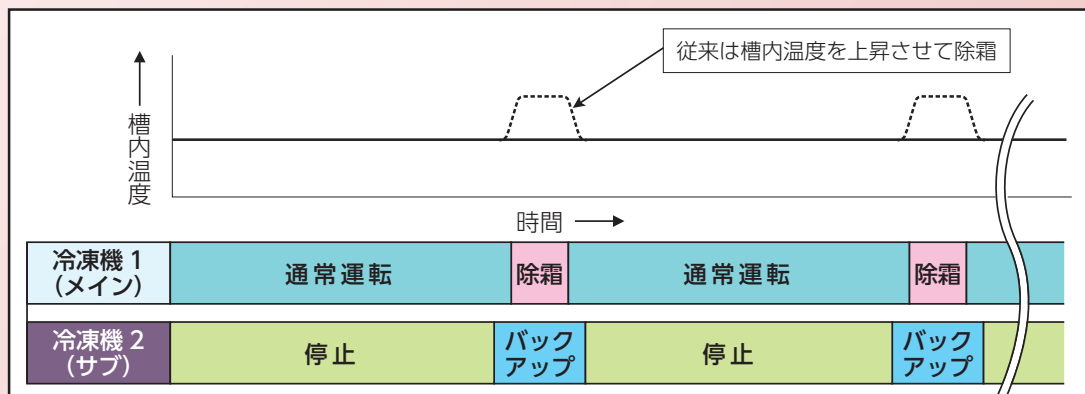 従来は槽内温度を上昇させて除霜
槽内温度
時間
冷凍機 1
(メイン)
通常運転
除霜
通常運転
除霜
冷凍機 2
(サブ)
停止
バック
アップ
停止
バック
アップ